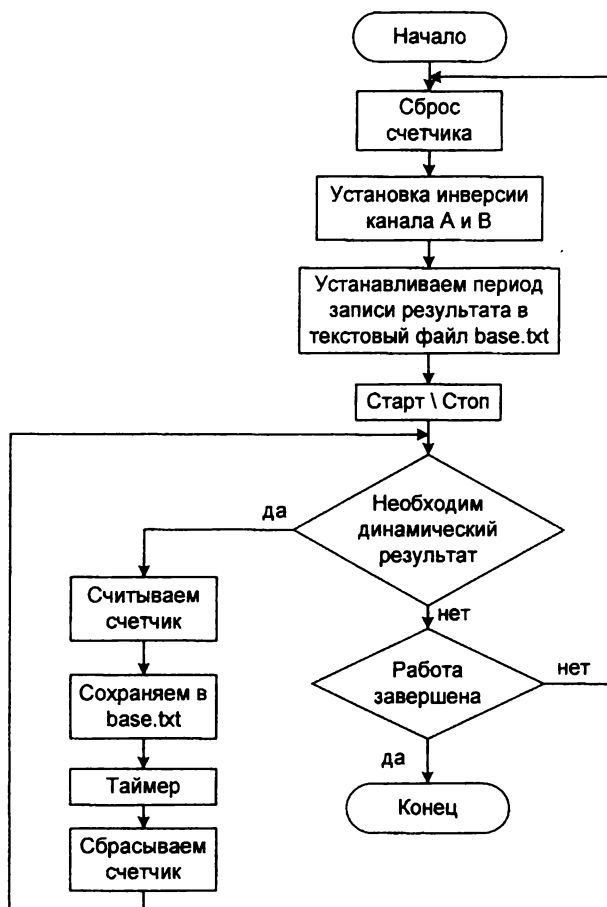 Начало
Сброс
счетчика
Установка инверсии
канала А и В
Устанавливаем период
записи результата в
текстовый файл base.txt
Старт \ Стоп
Необходим
динамический
результат
да
нет
Считываем
счетчик
Сохраняем в
base.txt
Таймер
Сбрасываем
счетчик
Работа
завершена
нет
да
Конец